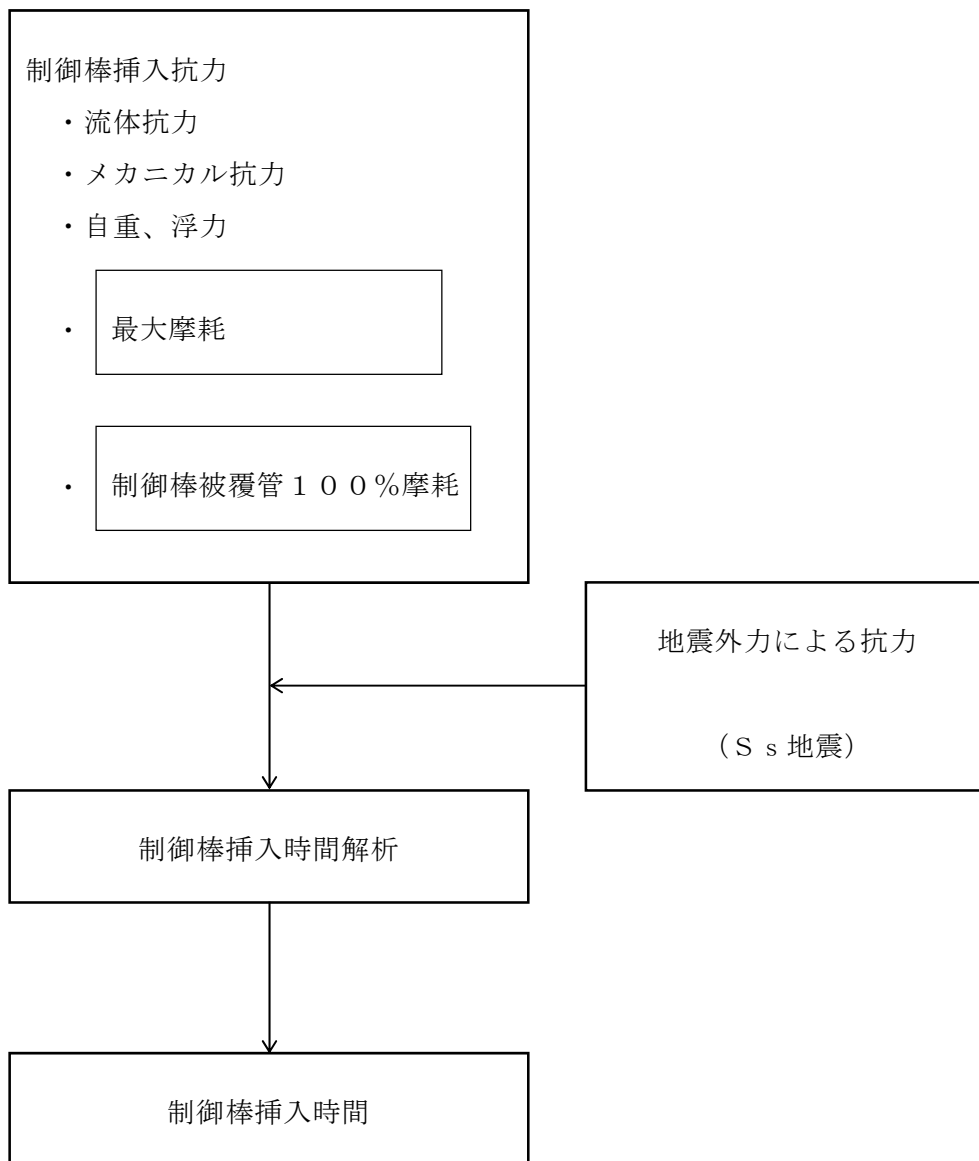 制御棒挿入抗力
・流体抗力
・メカニカル抗力
・自重、浮力
・ 最大摩耗
・ 制御棒被覆管１００％摩耗
地震外力による抗力
（Ｓｓ地震）
制御棒挿入時間解析
制御棒挿入時間